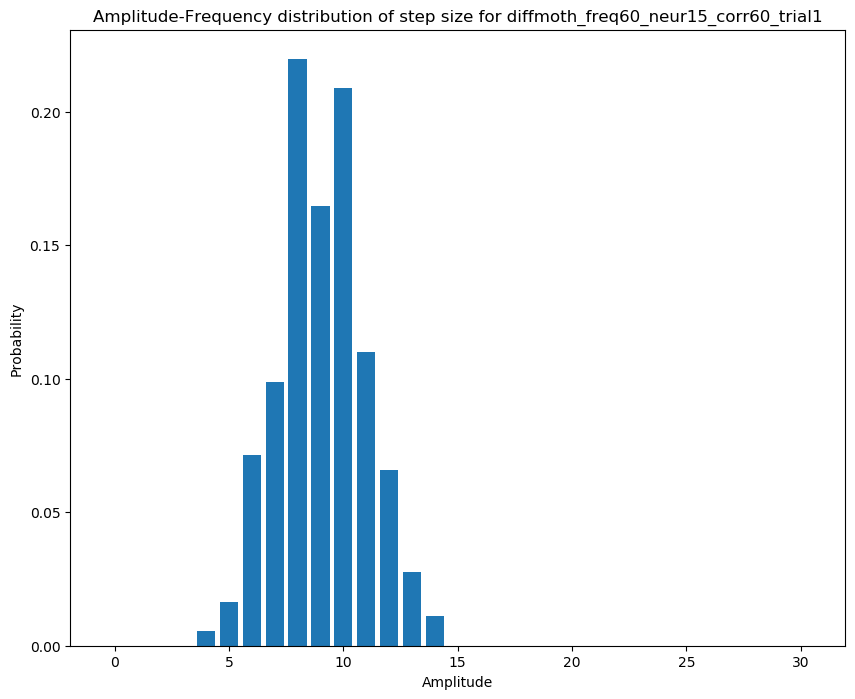 Amplitude-Frequency distribution of step size for diffmoth_freq60_neur15_corr60_trial1
Probability
0.20
0.15
0.10
0.05
0.00
0 5 10 15 20 25 30
Amplitude